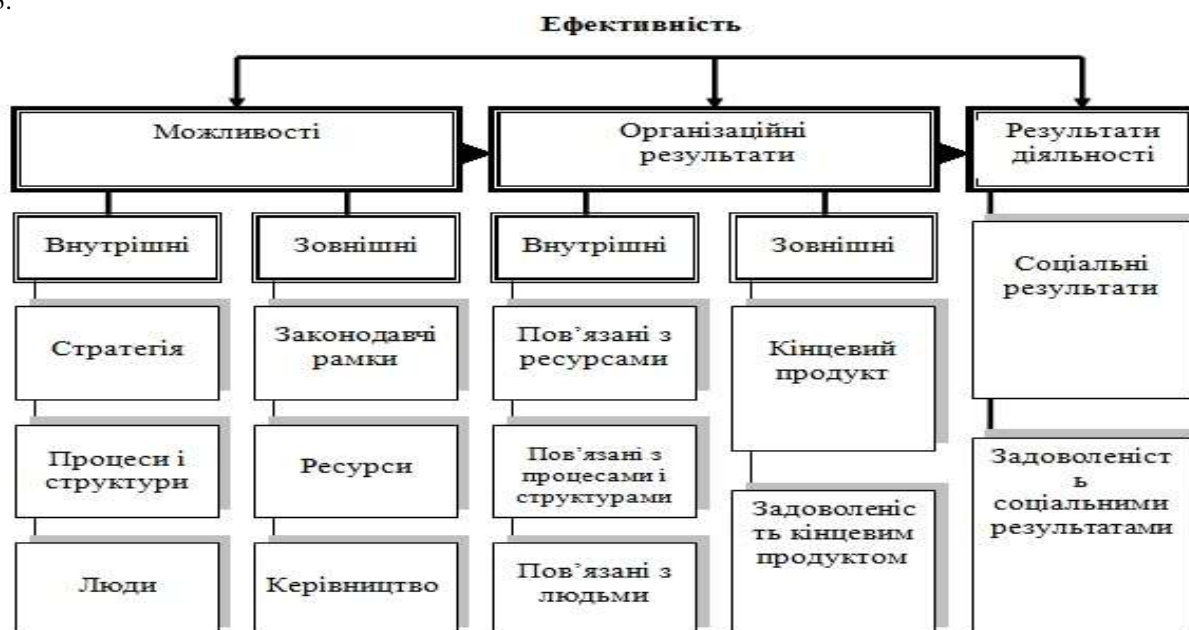 Ефективність
Можливості
Організаційні
результати
Результати
діяльності
Внутрішні
Зовнішні
Внутрішні
Зовнішні
Стратегія
Процеси і
структури
Люди
Законодавчі
рамки
Ресурси
Керівництво
Пов’язані з
ресурсами
Пов’язані з
процесами і
структурами
Пов’язані з
людьми
Кінцевий
продукт
Задоволеніс
ть кінцевим
продуктом
Соціальні
результати
Задоволеніст
ь
соціальними
результатами